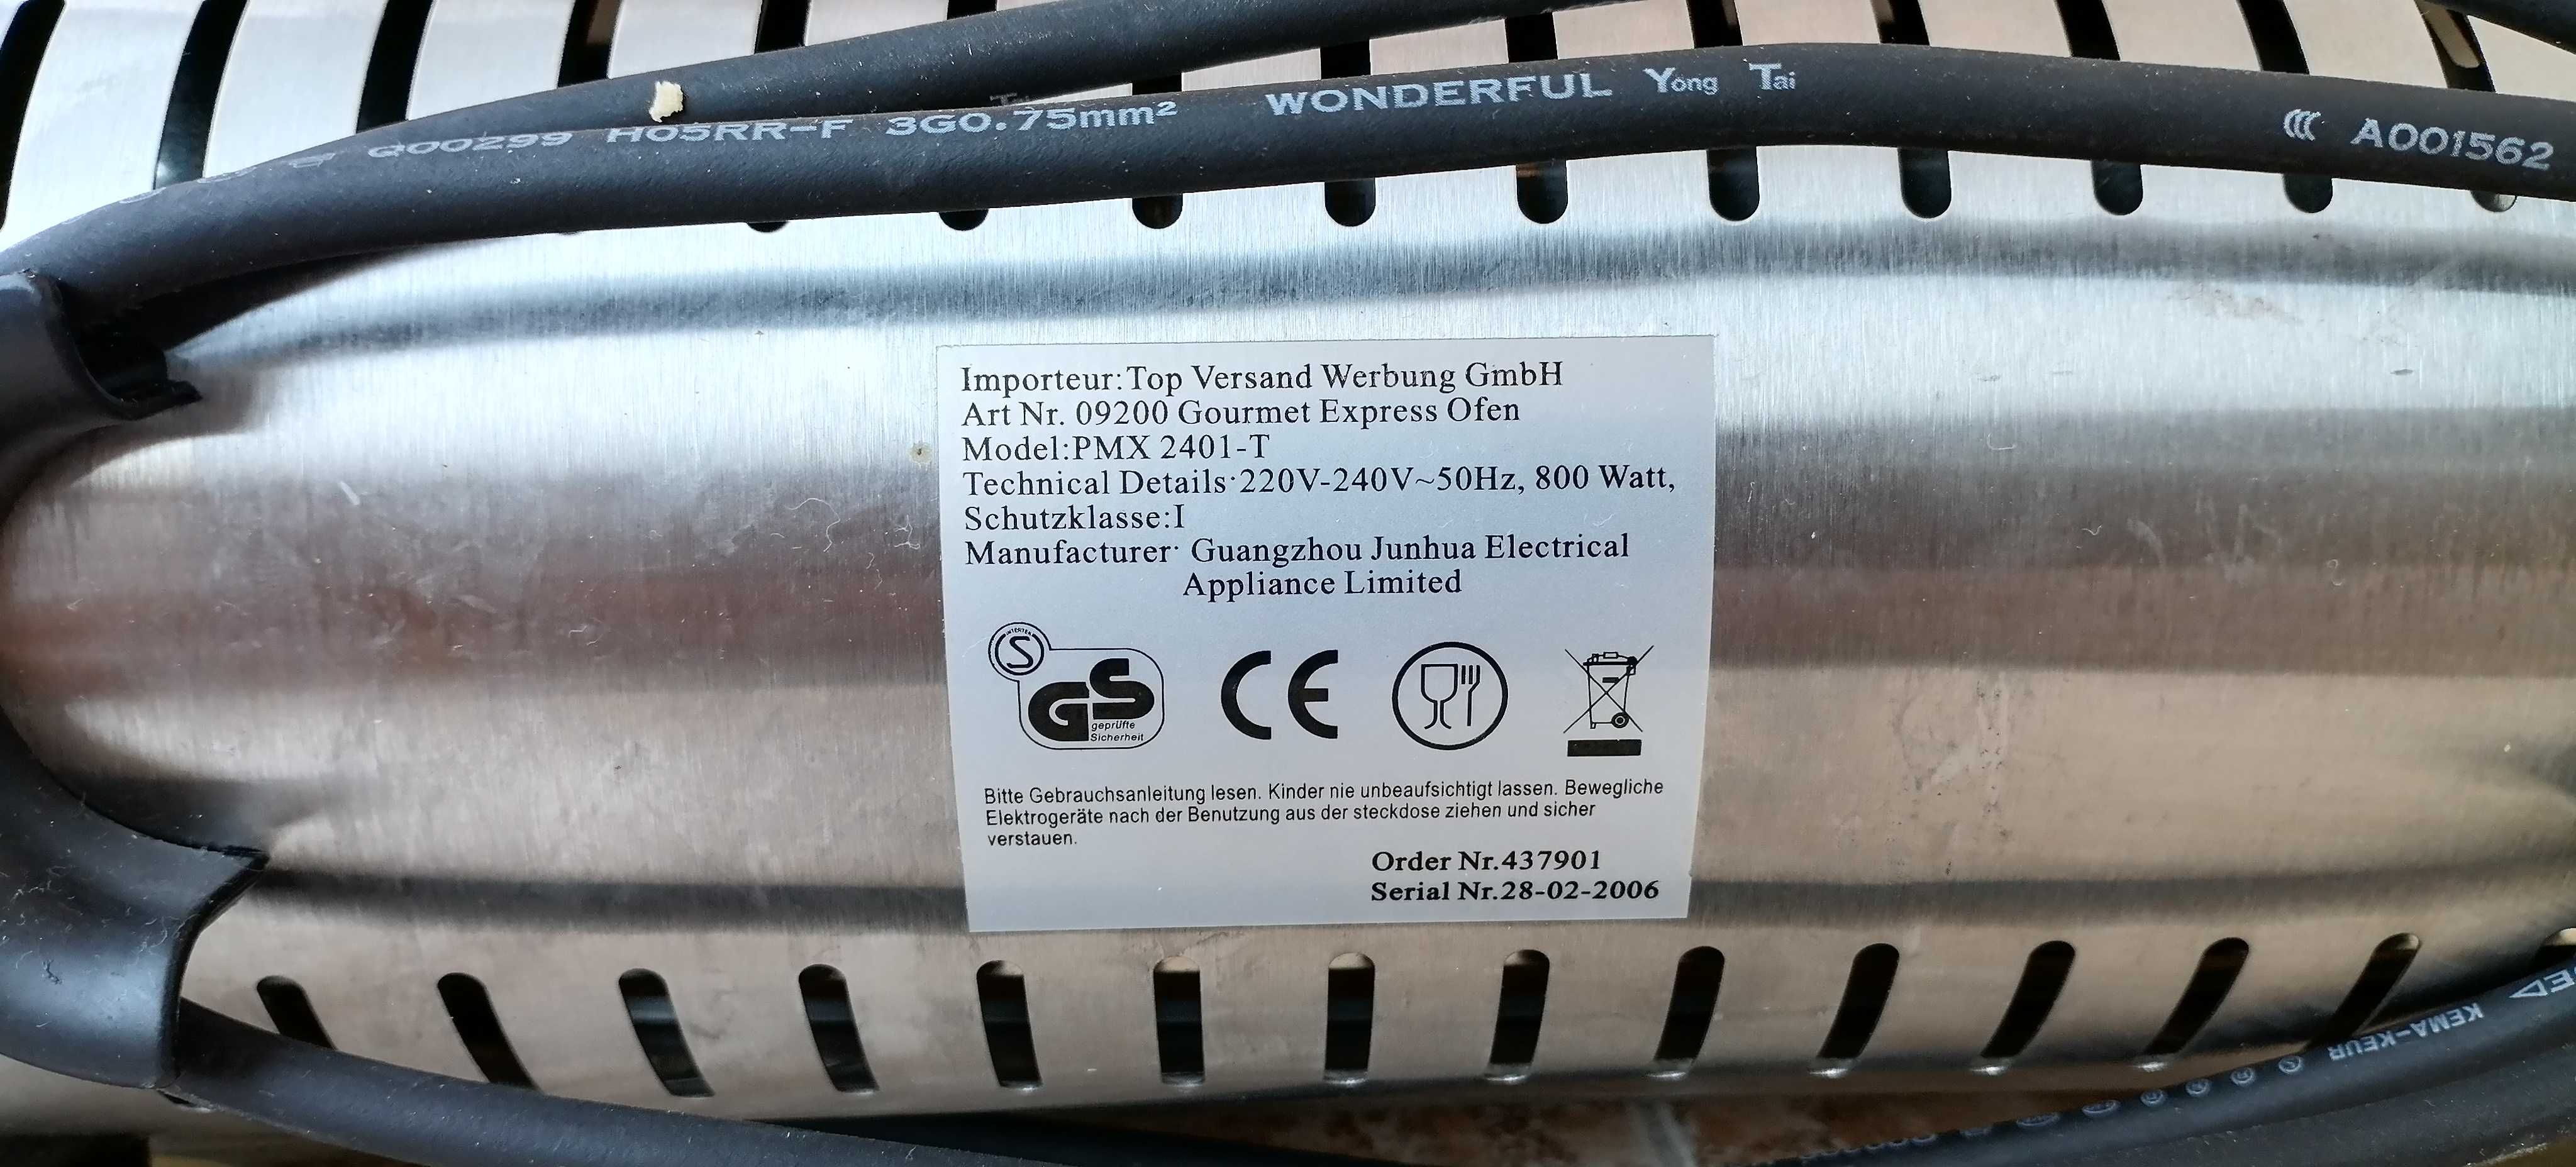 Q00299 H05RR-F 3G0.75mm² WONDERFUL Yong Tai CCC A001562
Importeur:Top Versand Werbung GmbH
Art Nr. 09200 Gourmet Express Ofen
Model:PMX 2401-T
Technical Details:220V-240V~50Hz, 800 Watt,
Schutzklasse:I
Manufacturer: Guangzhou Junhua Electrical
Appliance Limited
INTERTEK
S
GS
geprüfte
Sicherheit
CE
Bitte Gebrauchsanleitung lesen. Kinder nie unbeaufsichtigt lassen. Bewegliche
Elektrogeräte nach der Benutzung aus der steckdose ziehen und sicher
verstauen.
Order Nr.437901
Serial Nr.28-02-2006
KEMA-KEUR